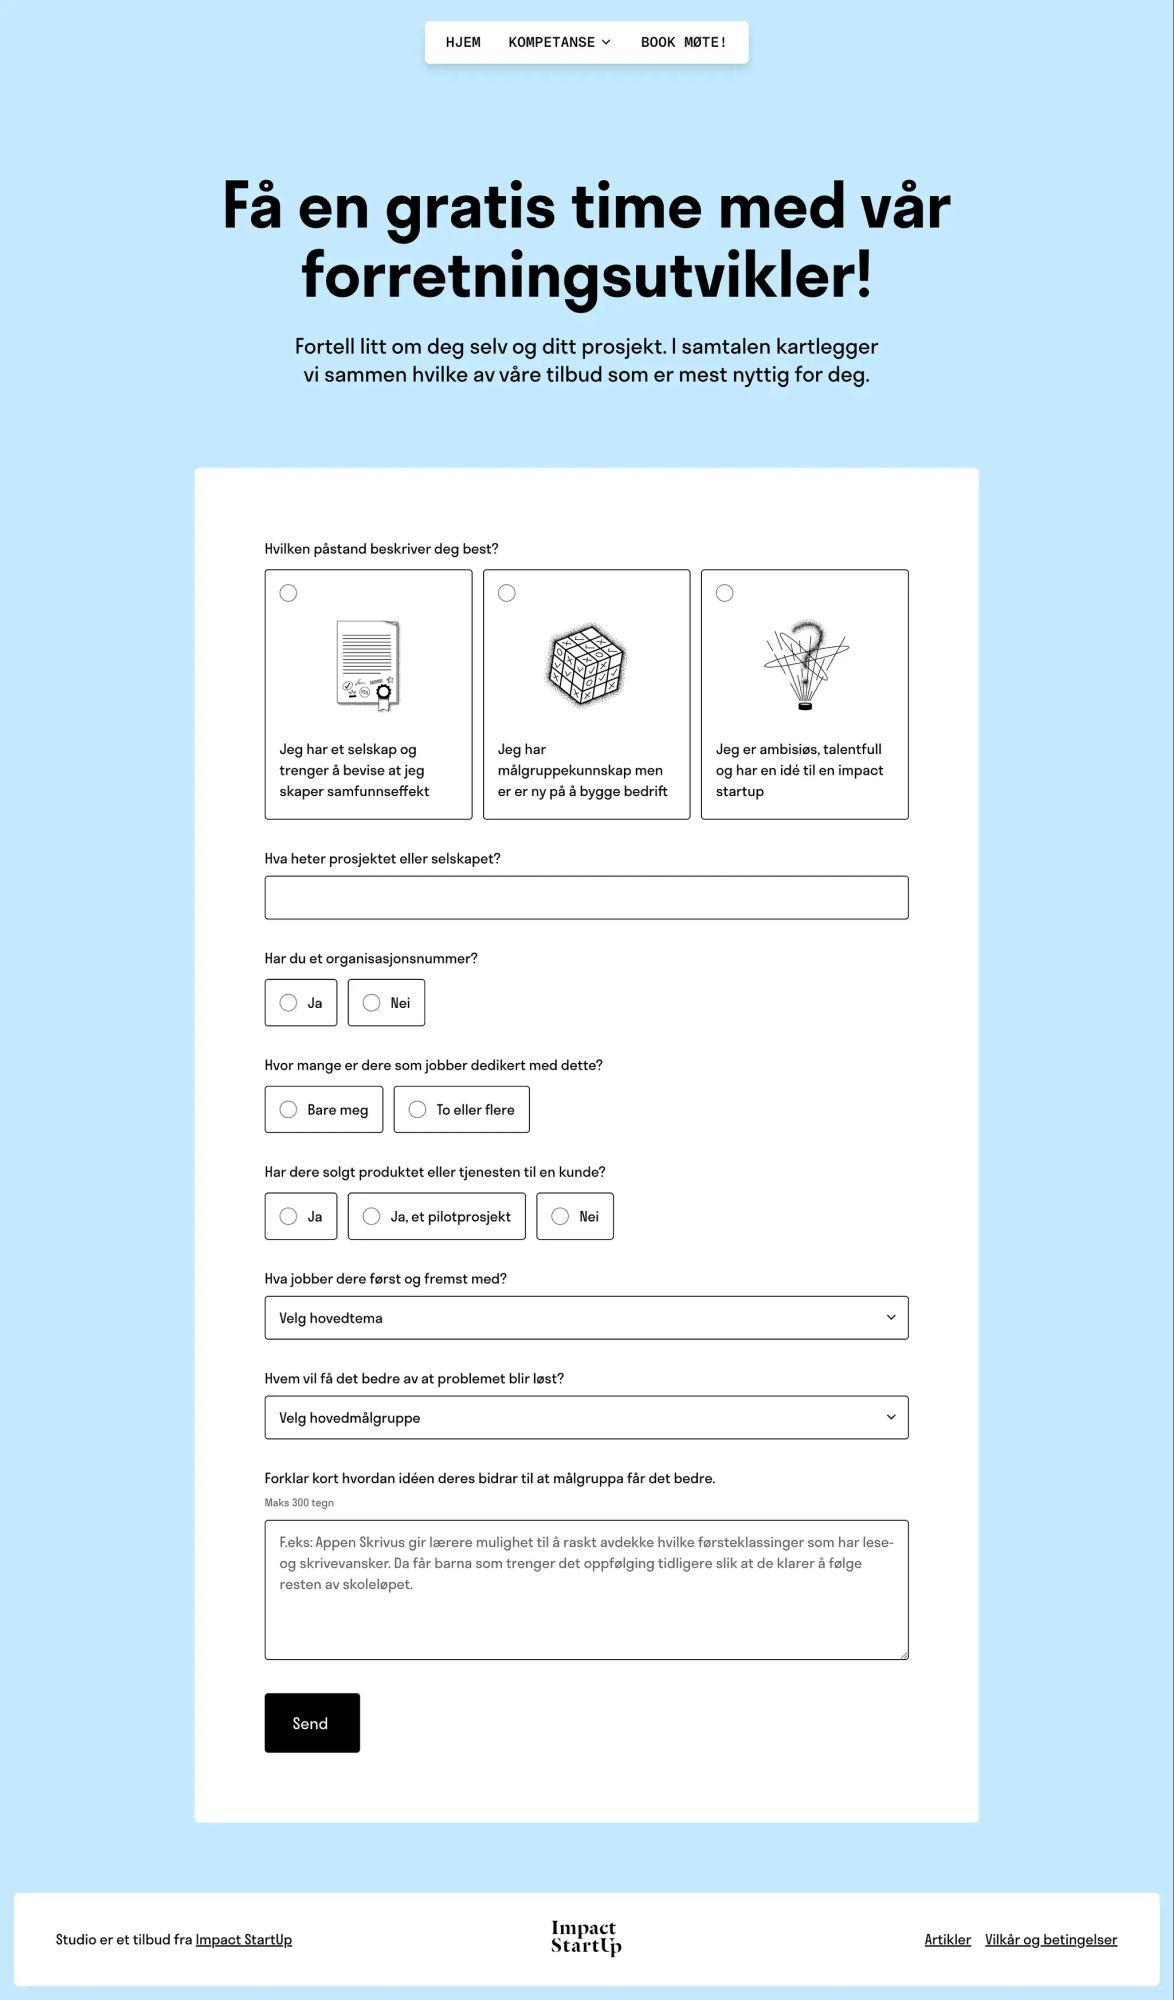 HJEM
KOMPETANSE
BOOK MØTE!
Få en gratis time med vår
forretningsutvikler!
Fortell litt om deg selv og ditt prosjekt. I samtalen kartlegger
vi sammen hvilke av våre tilbud som er mest nyttig for deg.
Hvilken påstand beskriver deg best?
Jeg har et selskap og
trenger å bevise at jeg
skaper samfunnseffekt
Jeg har
målgruppekunnskap men
er er ny på å bygge bedrift
Jeg er ambisiøs, talentfull
og har en idé til en impact
startup
Hva heter prosjektet eller selskapet?
Har du et organisasjonsnummer?
Ja
Nei
Hvor mange er dere som jobber dedikert med dette?
Bare meg
To eller flere
Har dere solgt produktet eller tjenesten til en kunde?
Ja
Ja, et pilotprosjekt
Nei
Hva jobber dere først og fremst med?
Velg hovedtema
Hvem vil få det bedre av at problemet blir løst?
Velg hovedmålgruppe
Forklar kort hvordan idéen deres bidrar til at målgruppa får det bedre.
Maks 300 tegn
F.eks: Appen Skrivus gir lærere mulighet til å raskt avdekke hvilke førsteklassinger som har lese-
og skrivevansker. Da får barna som trenger det oppfølging tidligere slik at de klarer å følge
resten av skoleløpet.
Send
Studio er et tilbud fra Impact StartUp
Impact
StartUp
Artikler
Vilkår og betingelser